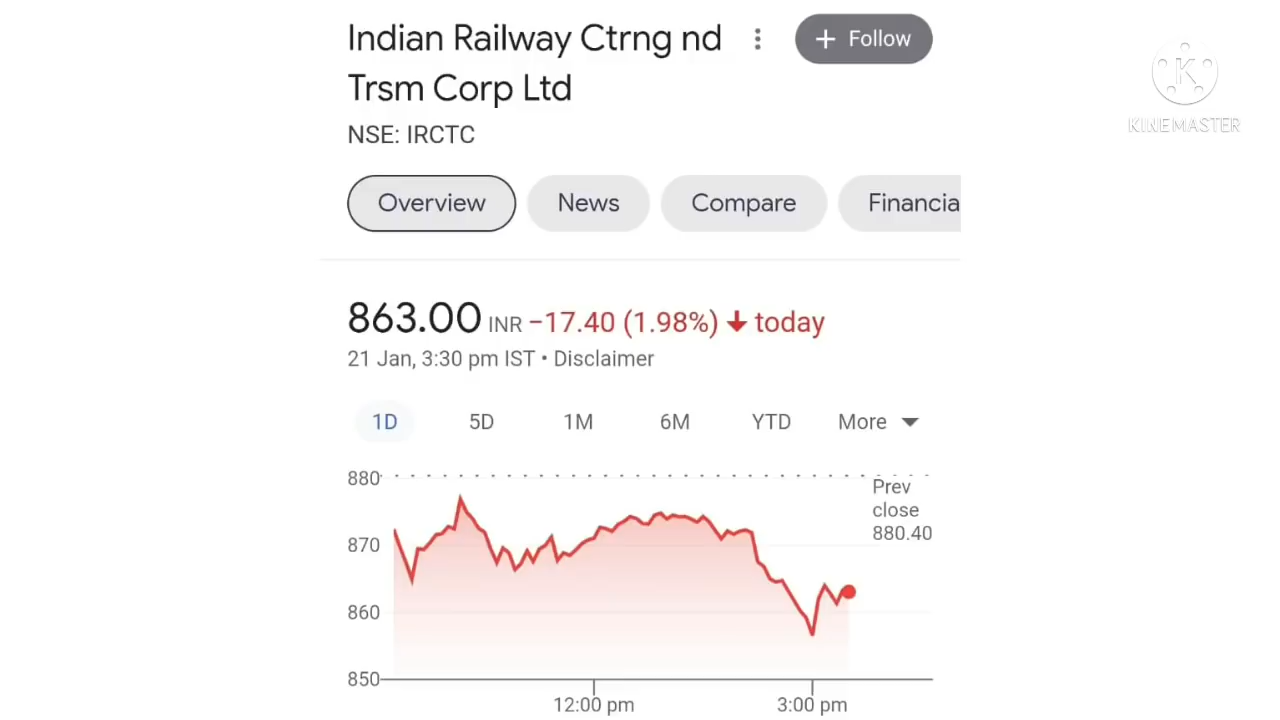 Indian Railway Ctrng nd
Trsm Corp Ltd
+ Follow
NSE: IRCTC
K
KINEMASTER
Overview
News
Compare
Financia
863.00 INR −17.40 (1.98%) ↓ today
21 Jan, 3:30 pm IST • Disclaimer
1D
5D
1M
6M
YTD
More
880
870
860
850
Prev
close
880.40
12:00 pm
3:00 pm